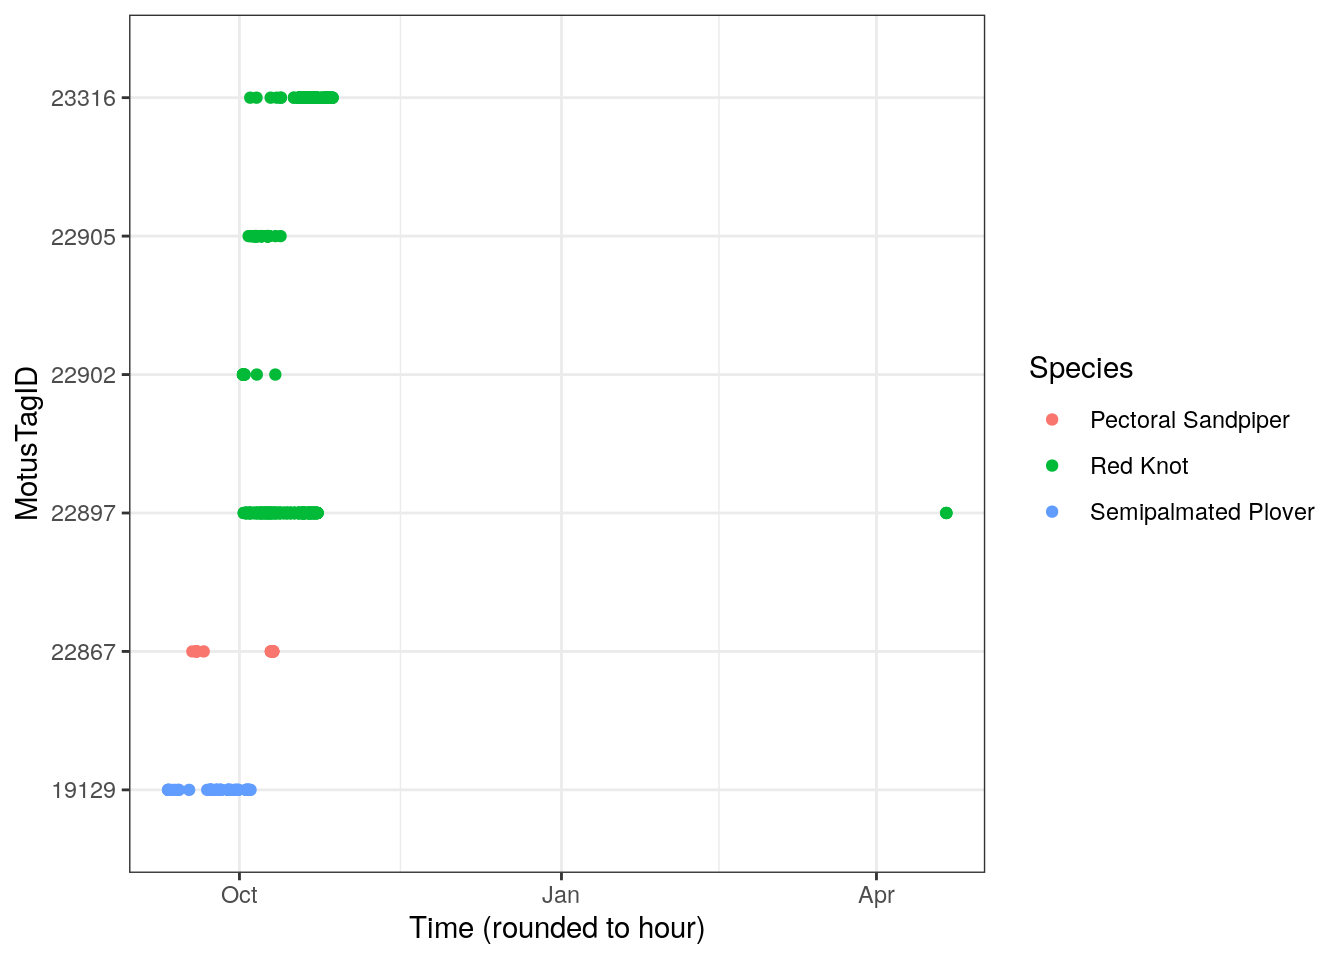 23316
22905
22902
22897
22867
19129
MotusTagID
Oct
Jan
Apr
Time (rounded to hour)
Species
Pectoral Sandpiper
Red Knot
Semipalmated Plover